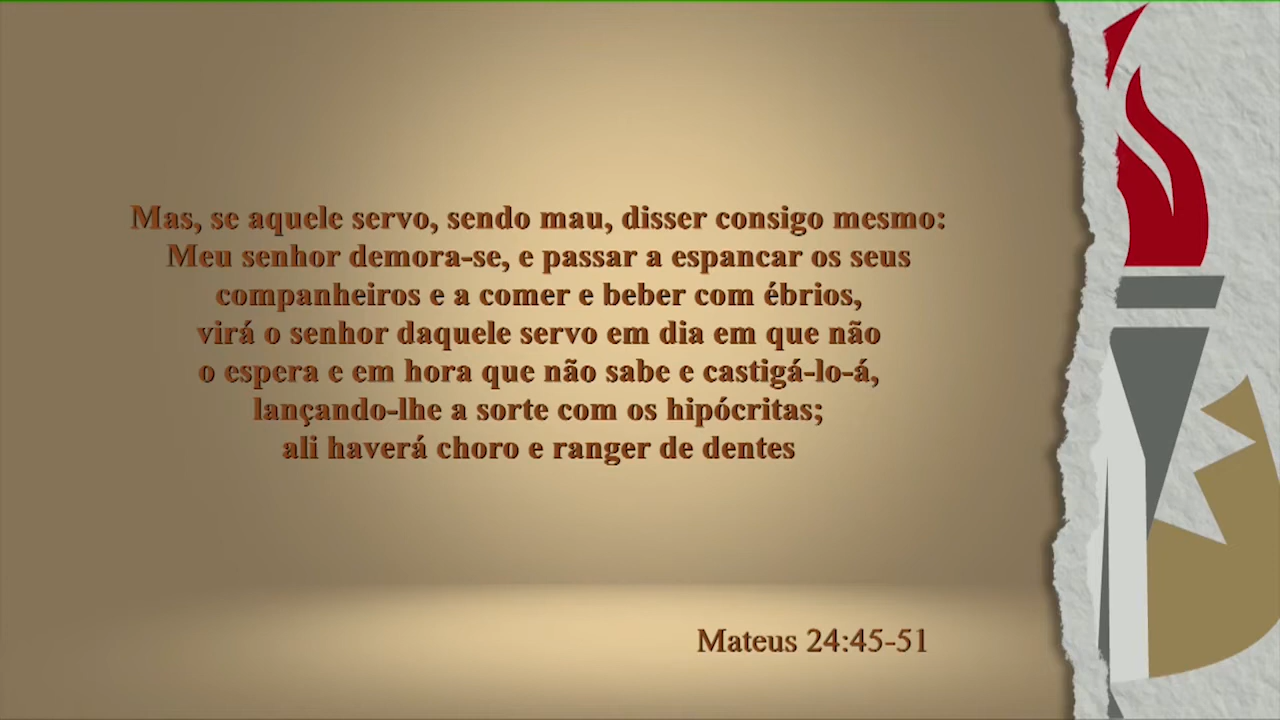 Mas, se aquele servo, sendo mau, disser consigo mesmo:
Meu senhor demora-se, e passar a espancar os seus
companheiros e a comer e beber com ébrios,
virá o senhor daquele servo em dia em que não
o espera e em hora que não sabe e castigá-lo-á,
lançando-lhe a sorte com os hipócritas;
ali haverá choro e ranger de dentes
Mateus 24:45-51